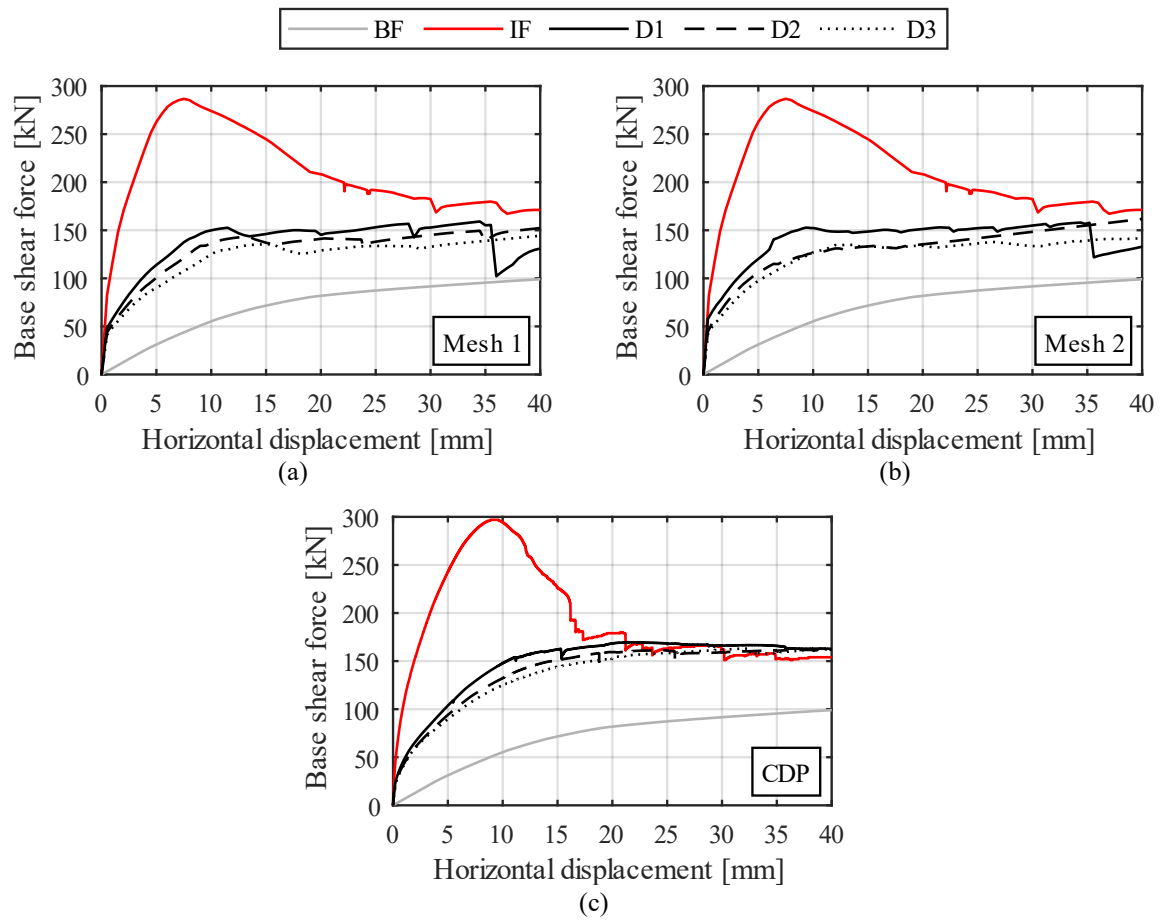 BF IF D1 D2 D3
300
250
200
150
100
50
0
Base shear force [kN]
Mesh 1
0 5 10 15 20 25 30 35 40
Horizontal displacement [mm]
(a)
300
250
200
150
100
50
0
Base shear force [kN]
Mesh 2
0 5 10 15 20 25 30 35 40
Horizontal displacement [mm]
(b)
300
250
200
150
100
50
0
Base shear force [kN]
CDP
0 5 10 15 20 25 30 35 40
Horizontal displacement [mm]
(c)